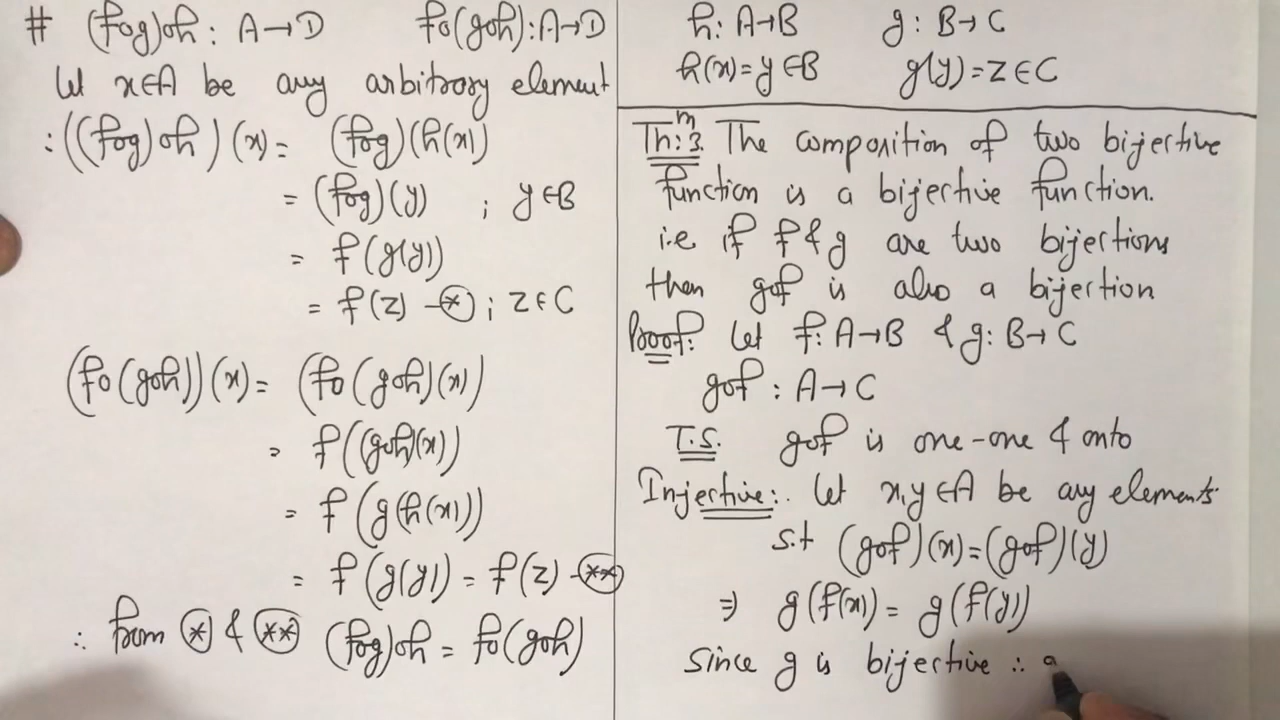 # (fog)oh : A→D    fo(goh):A→D
Let x∈A be any arbitrory element
∴ ((fog)oh)(x) = (fog)(h(x))
= (fog)(y) ; y∈B
= f(g(y))
= f(z) -⊛ ; z∈C
(fo(goh))(x) = (fo(goh)(x)
= f((goh)(x))
= f(g(h(x)))
= f(g(y)) = f(z) -(**)
∴ from (*) & (**) (fog)oh = fo(goh)
h: A→B    g: B→C
h(x)=y∈B    g(y)=z∈C
Thm:3. The composition of two bijective
function is a bijective function.
i.e if f & g are two bijections
then gof is also a bijection
Proof: Let f: A→B & g: B→C
gof : A→C
T.S. gof is one-one & onto
Injective:. Let x,y∈A be any elements
s.t (gof)(x)=(gof)(y)
⇒ g(f(x)) = g(f(y))
Since g is bijective ∴